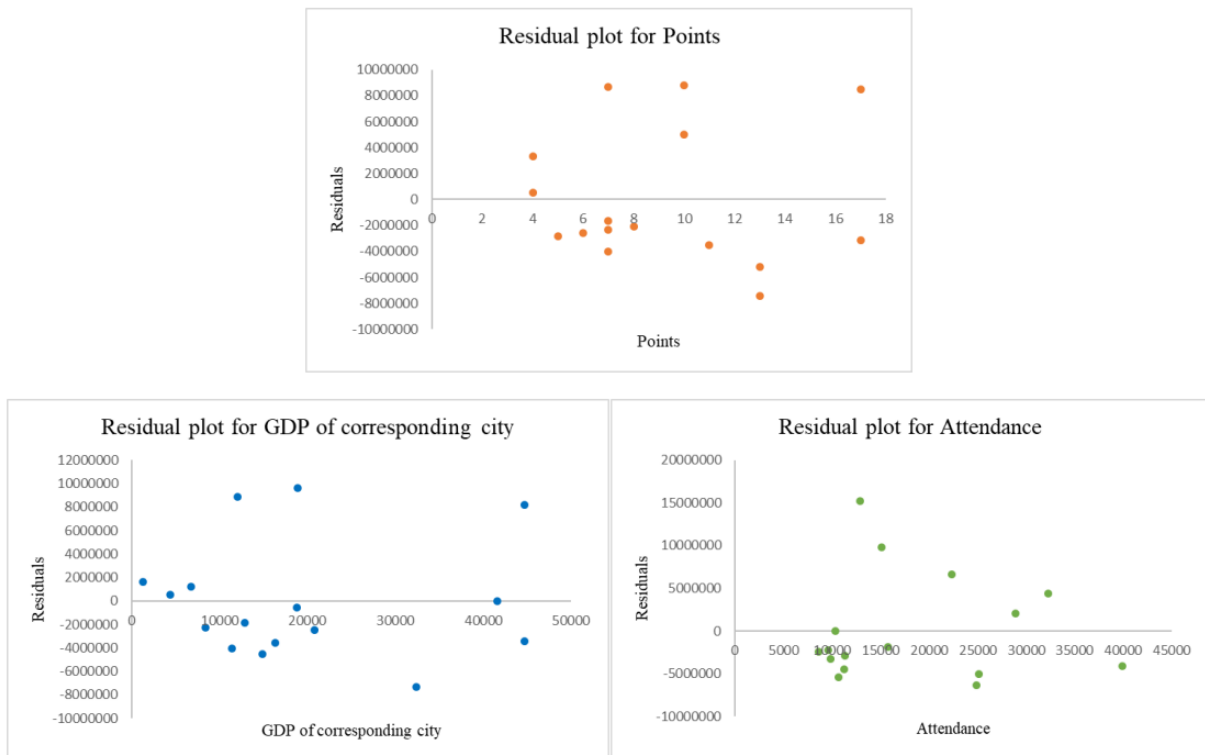 Residual plot for Points
10000000
8000000
6000000
4000000
2000000
0
-2000000
-4000000
-6000000
-8000000
-10000000
Residuals
0 2 4 6 8 10 12 14 16 18
Points
Residual plot for GDP of corresponding city
12000000
10000000
8000000
6000000
4000000
2000000
0
-2000000
-4000000
-6000000
-8000000
-10000000
Residuals
0 10000 20000 30000 40000 50000
GDP of corresponding city
Residual plot for Attendance
20000000
15000000
10000000
5000000
0
-5000000
-10000000
Residuals
0 5000 10000 15000 20000 25000 30000 35000 40000 45000
Attendance